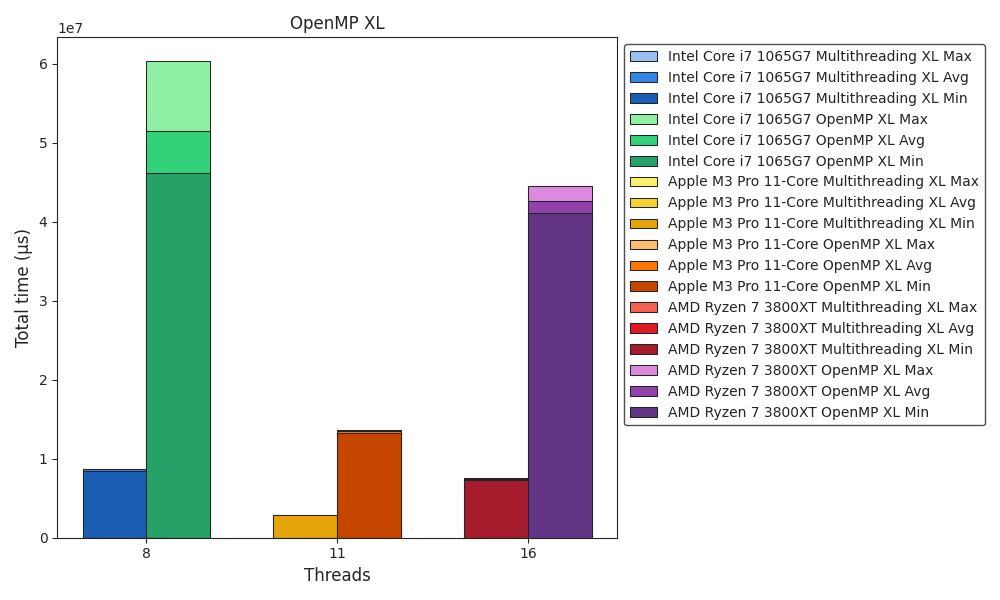 OpenMP XL
1e7
6
5
4
3
2
1
0
Total time (µs)
8
11
16
Threads
Intel Core i7 1065G7 Multithreading XL Max
Intel Core i7 1065G7 Multithreading XL Avg
Intel Core i7 1065G7 Multithreading XL Min
Intel Core i7 1065G7 OpenMP XL Max
Intel Core i7 1065G7 OpenMP XL Avg
Intel Core i7 1065G7 OpenMP XL Min
Apple M3 Pro 11-Core Multithreading XL Max
Apple M3 Pro 11-Core Multithreading XL Avg
Apple M3 Pro 11-Core Multithreading XL Min
Apple M3 Pro 11-Core OpenMP XL Max
Apple M3 Pro 11-Core OpenMP XL Avg
Apple M3 Pro 11-Core OpenMP XL Min
AMD Ryzen 7 3800XT Multithreading XL Max
AMD Ryzen 7 3800XT Multithreading XL Avg
AMD Ryzen 7 3800XT Multithreading XL Min
AMD Ryzen 7 3800XT OpenMP XL Max
AMD Ryzen 7 3800XT OpenMP XL Avg
AMD Ryzen 7 3800XT OpenMP XL Min